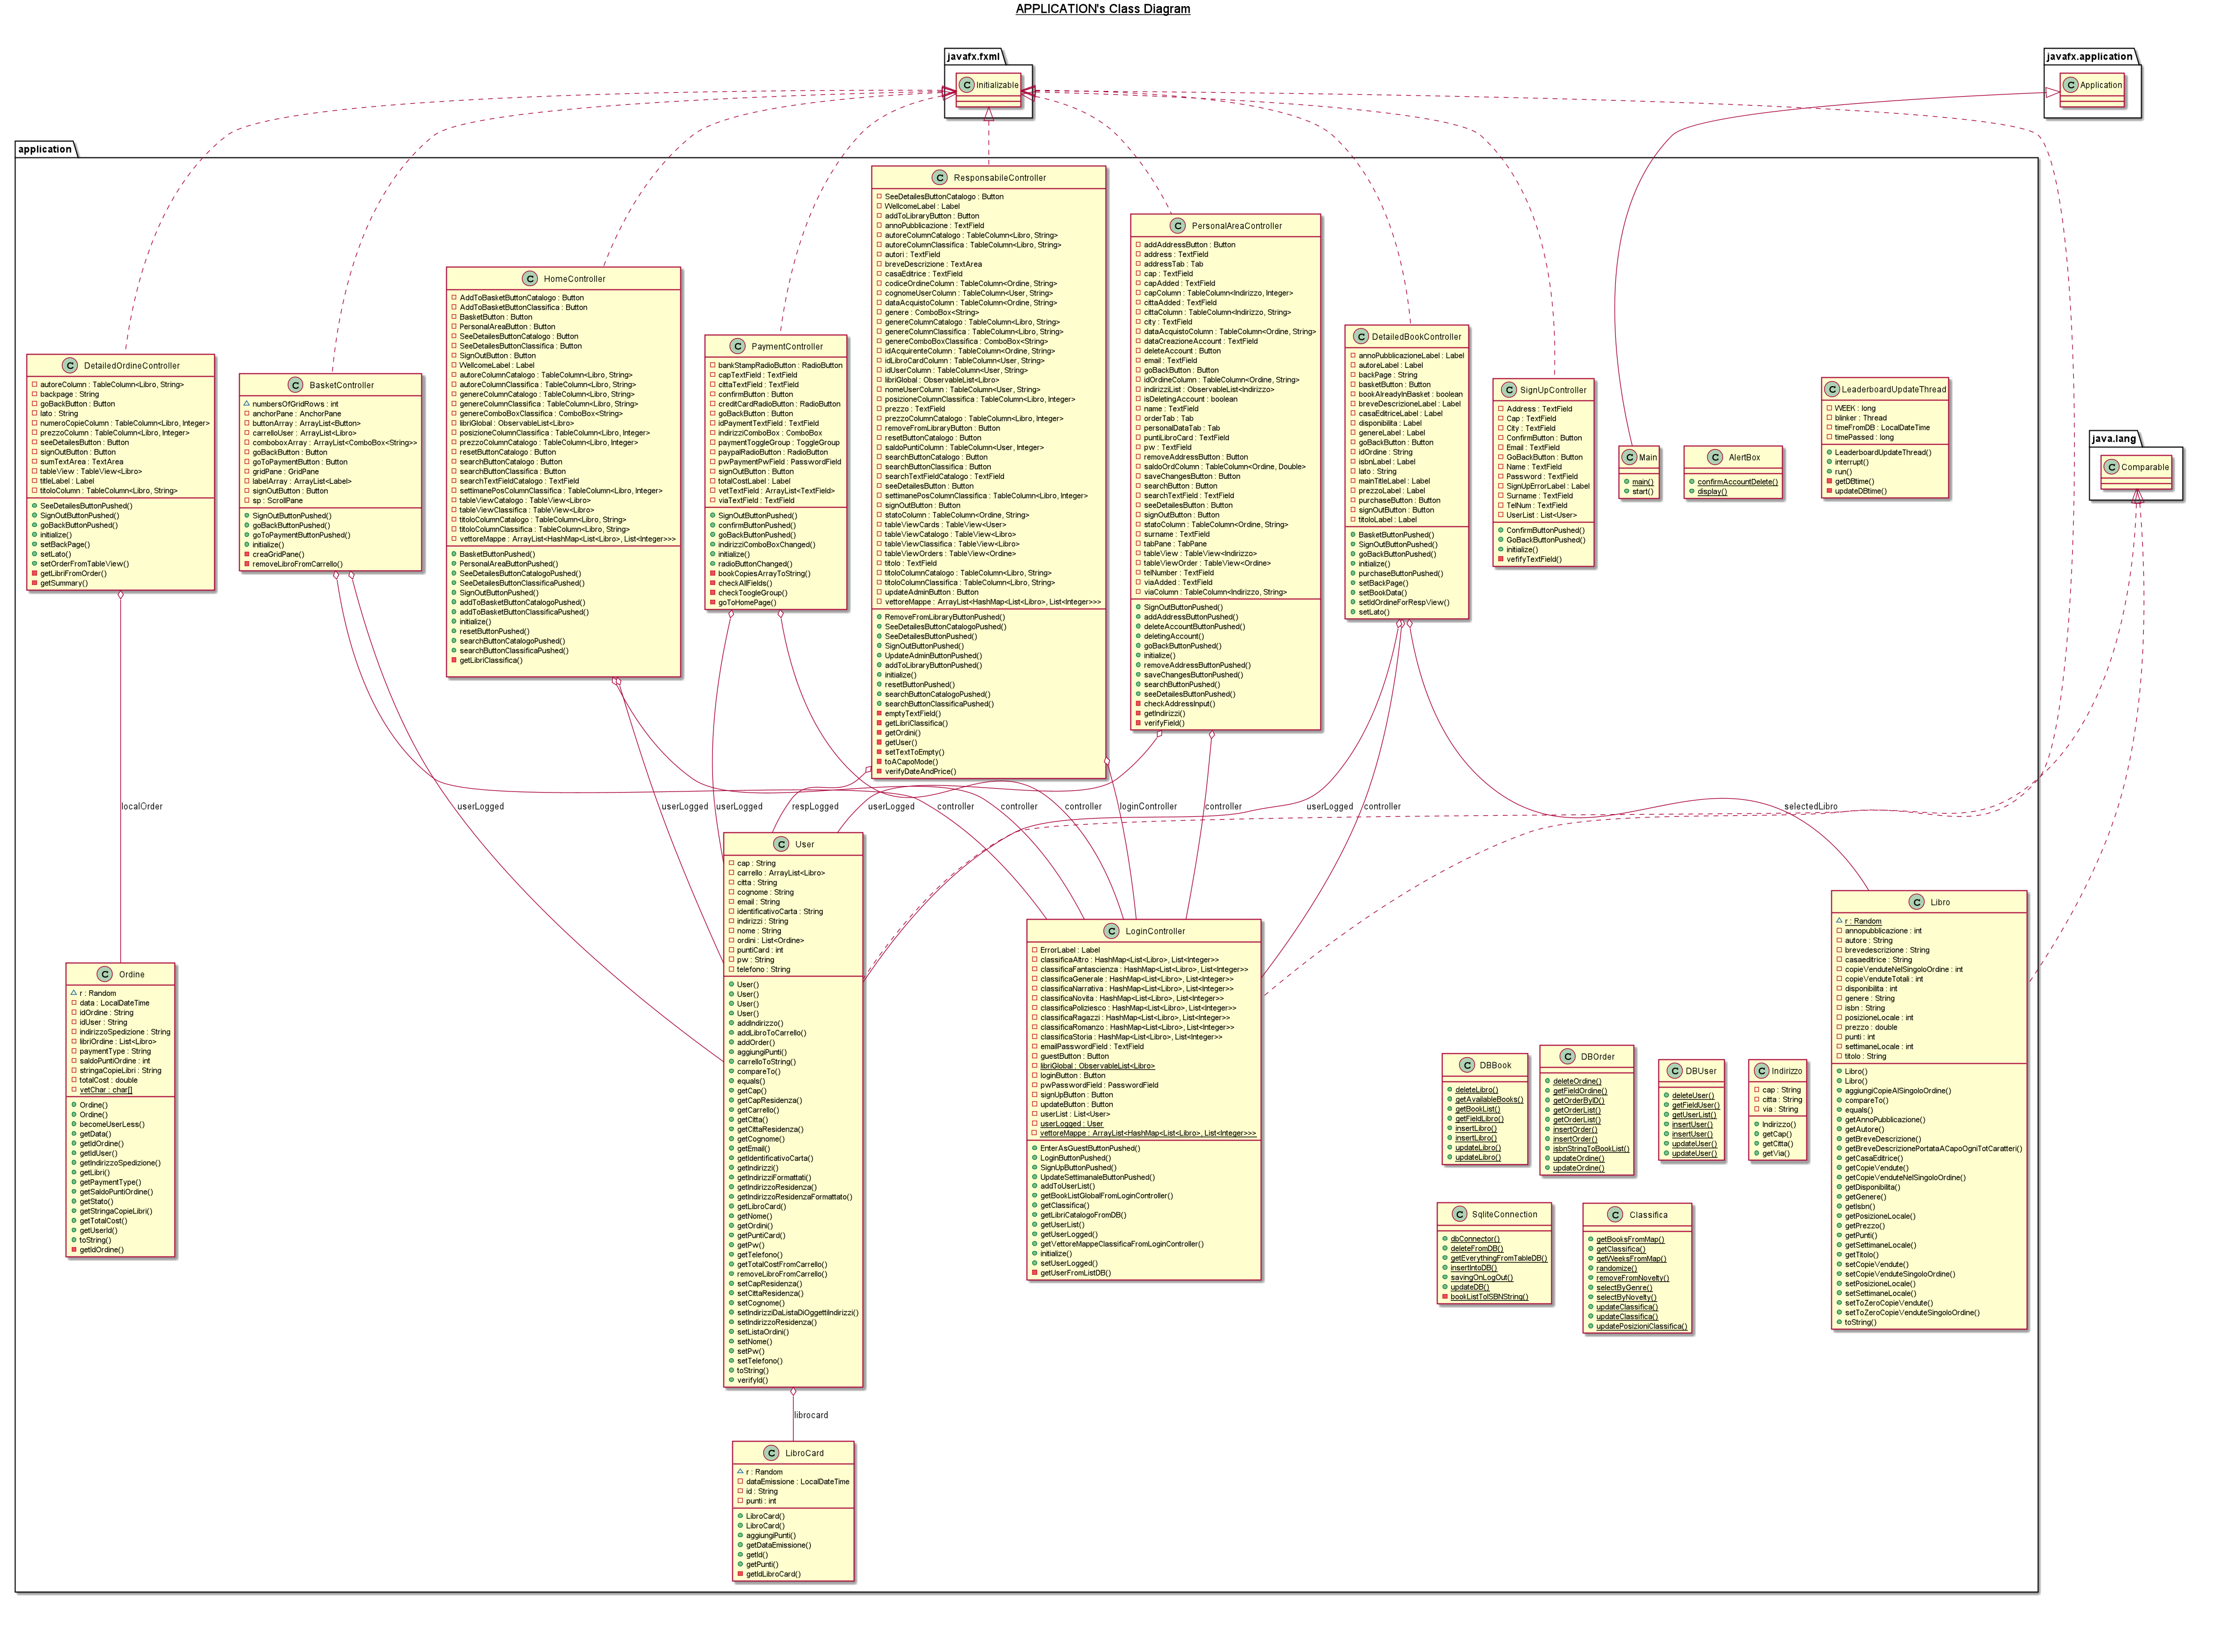 APPLICATION's Class Diagram
javafx.fxml
Initializable
javafx.application
Application
application
java.lang
Comparable
DetailedOrdineController
autoreColumn : TableColumn<Libro, String>
backpage : String
goBackButton : Button
lato : String
numeroCopieColumn : TableColumn<Libro, Integer>
prezzoColumn : TableColumn<Libro, Integer>
seeDetailesButton : Button
signOutButton : Button
sumTextArea : TextArea
tableView : TableView<Libro>
titleLabel : Label
titoloColumn : TableColumn<Libro, String>
SeeDetailesButtonPushed()
SignOutButtonPushed()
goBackButtonPushed()
initialize()
setBackPage()
setLato()
setOrderFromTableView()
getLibriFromOrder()
getSummary()
BasketController
numbersOfGridRows : int
anchorPane : AnchorPane
buttonArray : ArrayList<Button>
carrelloUser : ArrayList<Libro>
comboboxArray : ArrayList<ComboBox<String>>
goBackButton : Button
goToPaymentButton : Button
gridPane : GridPane
labelArray : ArrayList<Label>
signOutButton : Button
sp : ScrollPane
SignOutButtonPushed()
goBackButtonPushed()
goToPaymentButtonPushed()
initialize()
creaGridPane()
removeLibroFromCarrello()
HomeController
AddToBasketButtonCatalogo : Button
AddToBasketButtonClassifica : Button
BasketButton : Button
PersonalAreaButton : Button
SeeDetailesButtonCatalogo : Button
SeeDetailesButtonClassifica : Button
SignOutButton : Button
WellcomeLabel : Label
autoreColumnCatalogo : TableColumn<Libro, String>
autoreColumnClassifica : TableColumn<Libro, String>
genereColumnCatalogo : TableColumn<Libro, String>
genereColumnClassifica : TableColumn<Libro, String>
genereComboBoxClassifica : ComboBox<String>
libriGlobal : ObservableList<Libro>
posizioneColumnClassifica : TableColumn<Libro, Integer>
prezzoColumnCatalogo : TableColumn<Libro, Integer>
resetButtonCatalogo : Button
searchButtonCatalogo : Button
searchButtonClassifica : Button
searchTextFieldCatalogo : TextField
settimanePosColumnClassifica : TableColumn<Libro, Integer>
tableViewCatalogo : TableView<Libro>
tableViewClassifica : TableView<Libro>
titoloColumnCatalogo : TableColumn<Libro, String>
titoloColumnClassifica : TableColumn<Libro, String>
vettoreMappe : ArrayList<HashMap<List<Libro>, List<Integer>>>
BasketButtonPushed()
PersonalAreaButtonPushed()
SeeDetailesButtonCatalogoPushed()
SeeDetailesButtonClassificaPushed()
SignOutButtonPushed()
addToBasketButtonCatalogoPushed()
addToBasketButtonClassificaPushed()
initialize()
resetButtonPushed()
searchButtonCatalogoPushed()
searchButtonClassificaPushed()
getLibriClassifica()
PaymentController
bankStampRadioButton : RadioButton
capTextField : TextField
cittaTextField : TextField
confirmButton : Button
creditCardRadioButton : RadioButton
goBackButton : Button
idPaymentTextField : TextField
indirizziComboBox : ComboBox
paymentToggleGroup : ToggleGroup
paypalRadioButton : RadioButton
pwPaymentPwField : PasswordField
signOutButton : Button
totalCostLabel : Label
vetTextField : ArrayList<TextField>
viaTextField : TextField
SignOutButtonPushed()
confirmButtonPushed()
goBackButtonPushed()
indirizziComboBoxChanged()
initialize()
radioButtonChanged()
bookCopiesArrayToString()
checkAllFields()
checkToogleGroup()
goToHomePage()
ResponsabileController
SeeDetailesButtonCatalogo : Button
WellcomeLabel : Label
addToLibraryButton : Button
annoPubblicazione : TextField
autoreColumnCatalogo : TableColumn<Libro, String>
autoreColumnClassifica : TableColumn<Libro, String>
autori : TextField
breveDescrizione : TextArea
casaEditrice : TextField
codiceOrdineColumn : TableColumn<Ordine, String>
cognomeUserColumn : TableColumn<User, String>
dataAcquistoColumn : TableColumn<Ordine, String>
genere : ComboBox<String>
genereColumnCatalogo : TableColumn<Libro, String>
genereColumnClassifica : TableColumn<Libro, String>
genereComboBoxClassifica : ComboBox<String>
idAcquirenteColumn : TableColumn<Ordine, String>
idLibroCardColumn : TableColumn<User, String>
idUserColumn : TableColumn<User, String>
libriGlobal : ObservableList<Libro>
nomeUserColumn : TableColumn<User, String>
posizioneColumnClassifica : TableColumn<Libro, Integer>
prezzo : TextField
prezzoColumnCatalogo : TableColumn<Libro, Integer>
removeFromLibraryButton : Button
resetButtonCatalogo : Button
saldoPuntiColumn : TableColumn<User, Integer>
searchButtonCatalogo : Button
searchButtonClassifica : Button
searchTextFieldCatalogo : TextField
seeDetailesButton : Button
settimanePosColumnClassifica : TableColumn<Libro, Integer>
signOutButton : Button
statoColumn : TableColumn<Ordine, String>
tableViewCards : TableView<User>
tableViewCatalogo : TableView<Libro>
tableViewClassifica : TableView<Libro>
tableViewOrders : TableView<Ordine>
titolo : TextField
titoloColumnCatalogo : TableColumn<Libro, String>
titoloColumnClassifica : TableColumn<Libro, String>
updateAdminButton : Button
vettoreMappe : ArrayList<HashMap<List<Libro>, List<Integer>>>
RemoveFromLibraryButtonPushed()
SeeDetailesButtonCatalogoPushed()
SeeDetailesButtonPushed()
SignOutButtonPushed()
UpdateAdminButtonPushed()
addToLibraryButtonPushed()
initialize()
resetButtonPushed()
searchButtonCatalogoPushed()
searchButtonClassificaPushed()
emptyTextField()
getLibriClassifica()
getOrdini()
getUser()
setTextToEmpty()
toACapoMode()
verifyDateAndPrice()
PersonalAreaController
addAddressButton : Button
address : TextField
addressTab : Tab
cap : TextField
capAdded : TextField
capColumn : TableColumn<Indirizzo, Integer>
cittaAdded : TextField
cittaColumn : TableColumn<Indirizzo, String>
city : TextField
dataAcquistoColumn : TableColumn<Ordine, String>
dataCreazioneAccount : TextField
deleteAccount : Button
email : TextField
goBackButton : Button
idOrdineColumn : TableColumn<Ordine, String>
indirizziList : ObservableList<Indirizzo>
isDeletingAccount : boolean
name : TextField
orderTab : Tab
personalDataTab : Tab
puntiLibroCard : TextField
pw : TextField
removeAddressButton : Button
saldoOrdColumn : TableColumn<Ordine, Double>
saveChangesButton : Button
searchButton : Button
searchTextField : TextField
seeDetailesButton : Button
signOutButton : Button
statoColumn : TableColumn<Ordine, String>
surname : TextField
tabPane : TabPane
tableView : TableView<Indirizzo>
tableViewOrder : TableView<Ordine>
telNumber : TextField
viaAdded : TextField
viaColumn : TableColumn<Indirizzo, String>
SignOutButtonPushed()
addAddressButtonPushed()
deleteAccountButtonPushed()
deletingAccount()
goBackButtonPushed()
initialize()
removeAddressButtonPushed()
saveChangesButtonPushed()
searchButtonPushed()
seeDetailesButtonPushed()
checkAddressInput()
getIndirizzi()
verifyField()
DetailedBookController
annoPubblicazioneLabel : Label
autoreLabel : Label
backPage : String
basketButton : Button
bookAlreadyInBasket : boolean
breveDescrizioneLabel : Label
casaEditriceLabel : Label
disponibilita : Label
genereLabel : Label
goBackButton : Button
idOrdine : String
isbnLabel : Label
lato : String
mainTitleLabel : Label
prezzoLabel : Label
purchaseButton : Button
signOutButton : Button
titoloLabel : Label
BasketButtonPushed()
SignOutButtonPushed()
goBackButtonPushed()
initialize()
purchaseButtonPushed()
setBackPage()
setBookData()
setIdOrdineForRespView()
setLato()
SignUpController
Address : TextField
Cap : TextField
City : TextField
ConfirmButton : Button
Email : TextField
GoBackButton : Button
Name : TextField
Password : TextField
SignUpErrorLabel : Label
Surname : TextField
TelNum : TextField
UserList : List<User>
ConfirmButtonPushed()
GoBackButtonPushed()
initialize()
vefifyTextField()
Main
main()
start()
AlertBox
confirmAccountDelete()
display()
LeaderboardUpdateThread
WEEK : long
blinker : Thread
timeFromDB : LocalDateTime
timePassed : long
LeaderboardUpdateThread()
interrupt()
run()
getDBtime()
updateDBtime()
localOrder
userLogged
userLogged
userLogged
respLogged
userLogged
controller
controller
loginController
controller
userLogged
controller
selectedLibro
User
cap : String
carrello : ArrayList<Libro>
citta : String
cognome : String
email : String
identificativoCarta : String
indirizzi : String
nome : String
ordini : List<Ordine>
puntiCard : int
pw : String
telefono : String
User()
User()
User()
User()
addIndirizzo()
addLibroToCarrello()
addOrder()
aggiungiPunti()
carrelloToString()
compareTo()
equals()
getCap()
getCapResidenza()
getCarrello()
getCitta()
getCittaResidenza()
getCognome()
getEmail()
getIdentificativoCarta()
getIndirizzi()
getIndirizziFormattati()
getIndirizzoResidenza()
getIndirizzoResidenzaFormattato()
getLibroCard()
getNome()
getOrdini()
getPuntiCard()
getPw()
getTelefono()
getTotalCostFromCarrello()
removeLibroFromCarrello()
setCapResidenza()
setCittaResidenza()
setCognome()
setIndirizziDaListaDiOggettiIndirizzi()
setIndirizzoResidenza()
setListaOrdini()
setNome()
setPw()
setTelefono()
toString()
verifyId()
LoginController
ErrorLabel : Label
classificaAltro : HashMap<List<Libro>, List<Integer>>
classificaFantascienza : HashMap<List<Libro>, List<Integer>>
classificaGenerale : HashMap<List<Libro>, List<Integer>>
classificaNarrativa : HashMap<List<Libro>, List<Integer>>
classificaNovita : HashMap<List<Libro>, List<Integer>>
classificaPoliziesco : HashMap<List<Libro>, List<Integer>>
classificaRagazzi : HashMap<List<Libro>, List<Integer>>
classificaRomanzo : HashMap<List<Libro>, List<Integer>>
classificaStoria : HashMap<List<Libro>, List<Integer>>
emailPasswordField : TextField
guestButton : Button
libriGlobal : ObservableList<Libro>
loginButton : Button
pwPasswordField : PasswordField
signUpButton : Button
updateButton : Button
userList : List<User>
userLogged : User
vettoreMappe : ArrayList<HashMap<List<Libro>, List<Integer>>>
EnterAsGuestButtonPushed()
LoginButtonPushed()
SignUpButtonPushed()
UpdateSettimanaleButtonPushed()
addToUserList()
getBookListGlobalFromLoginController()
getClassifica()
getLibriCatalogoFromDB()
getUserList()
getUserLogged()
getVettoreMappeClassificaFromLoginController()
initialize()
setUserLogged()
getUserFromListDB()
Libro
r : Random
annopubblicazione : int
autore : String
brevedescrizione : String
casaeditrice : String
copieVenduteNelSingoloOrdine : int
copieVenduteTotali : int
disponibilita : int
genere : String
isbn : String
posizioneLocale : int
prezzo : double
punti : int
settimaneLocale : int
titolo : String
Libro()
Libro()
aggiungiCopieAlSingoloOrdine()
compareTo()
equals()
getAnnoPubblicazione()
getAutore()
getBreveDescrizione()
getBreveDescrizionePortataACapoOgniTotCaratteri()
getCasaEditrice()
getCopieVendute()
getCopieVenduteNelSingoloOrdine()
getDisponibilita()
getGenere()
getIsbn()
getPosizioneLocale()
getPrezzo()
getPunti()
getSettimaneLocale()
getTitolo()
setCopieVendute()
setCopieVenduteSingoloOrdine()
setPosizioneLocale()
setSettimaneLocale()
setToZeroCopieVendute()
setToZeroCopieVenduteSingoloOrdine()
toString()
Ordine
r : Random
data : LocalDateTime
idOrdine : String
idUser : String
indirizzoSpedizione : String
libriOrdine : List<Libro>
paymentType : String
saldoPuntiOrdine : int
stringaCopieLibri : String
totalCost : double
vetChar : char[]
Ordine()
Ordine()
becomeUserLess()
getData()
getIdOrdine()
getIdUser()
getIndirizzoSpedizione()
getLibri()
getPaymentType()
getSaldoPuntiOrdine()
getStato()
getStringaCopieLibri()
getTotalCost()
getUserId()
toString()
getIdOrdine()
DBBook
deleteLibro()
getAvailableBooks()
getBookList()
getFieldLibro()
insertLibro()
insertLibro()
updateLibro()
updateLibro()
DBOrder
deleteOrdine()
getFieldOrdine()
getOrderByID()
getOrderList()
getOrderList()
insertOrder()
insertOrder()
isbnStringToBookList()
updateOrdine()
updateOrdine()
DBUser
deleteUser()
getFieldUser()
getUserList()
insertUser()
insertUser()
updateUser()
updateUser()
Indirizzo
cap : String
citta : String
via : String
Indirizzo()
getCap()
getCitta()
getVia()
SqliteConnection
dbConnector()
deleteFromDB()
getEverythingFromTableDB()
insertIntoDB()
savingOnLogOut()
updateDB()
bookListToISBNString()
Classifica
getBooksFromMap()
getClassifica()
getWeeksFromMap()
randomize()
removeFromNovelty()
selectByGenre()
selectByNovelty()
updateClassifica()
updateClassifica()
updatePosizioniClassifica()
librocard
LibroCard
r : Random
dataEmissione : LocalDateTime
id : String
punti : int
LibroCard()
LibroCard()
aggiungiPunti()
getDataEmissione()
getId()
getPunti()
getIdLibroCard()